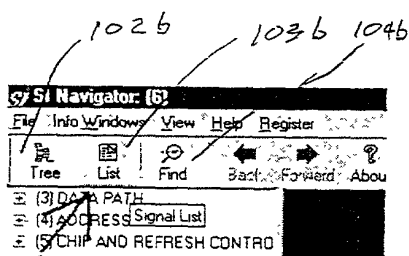 102b 103b 104b
SI Navigator: (6)
File Info Windows View Help Register
Tree List Find Back Forward Abou
(3) DATA PATH
(4) ADDRESS Signal List
(5) CHIP AND REFRESH CONTRO